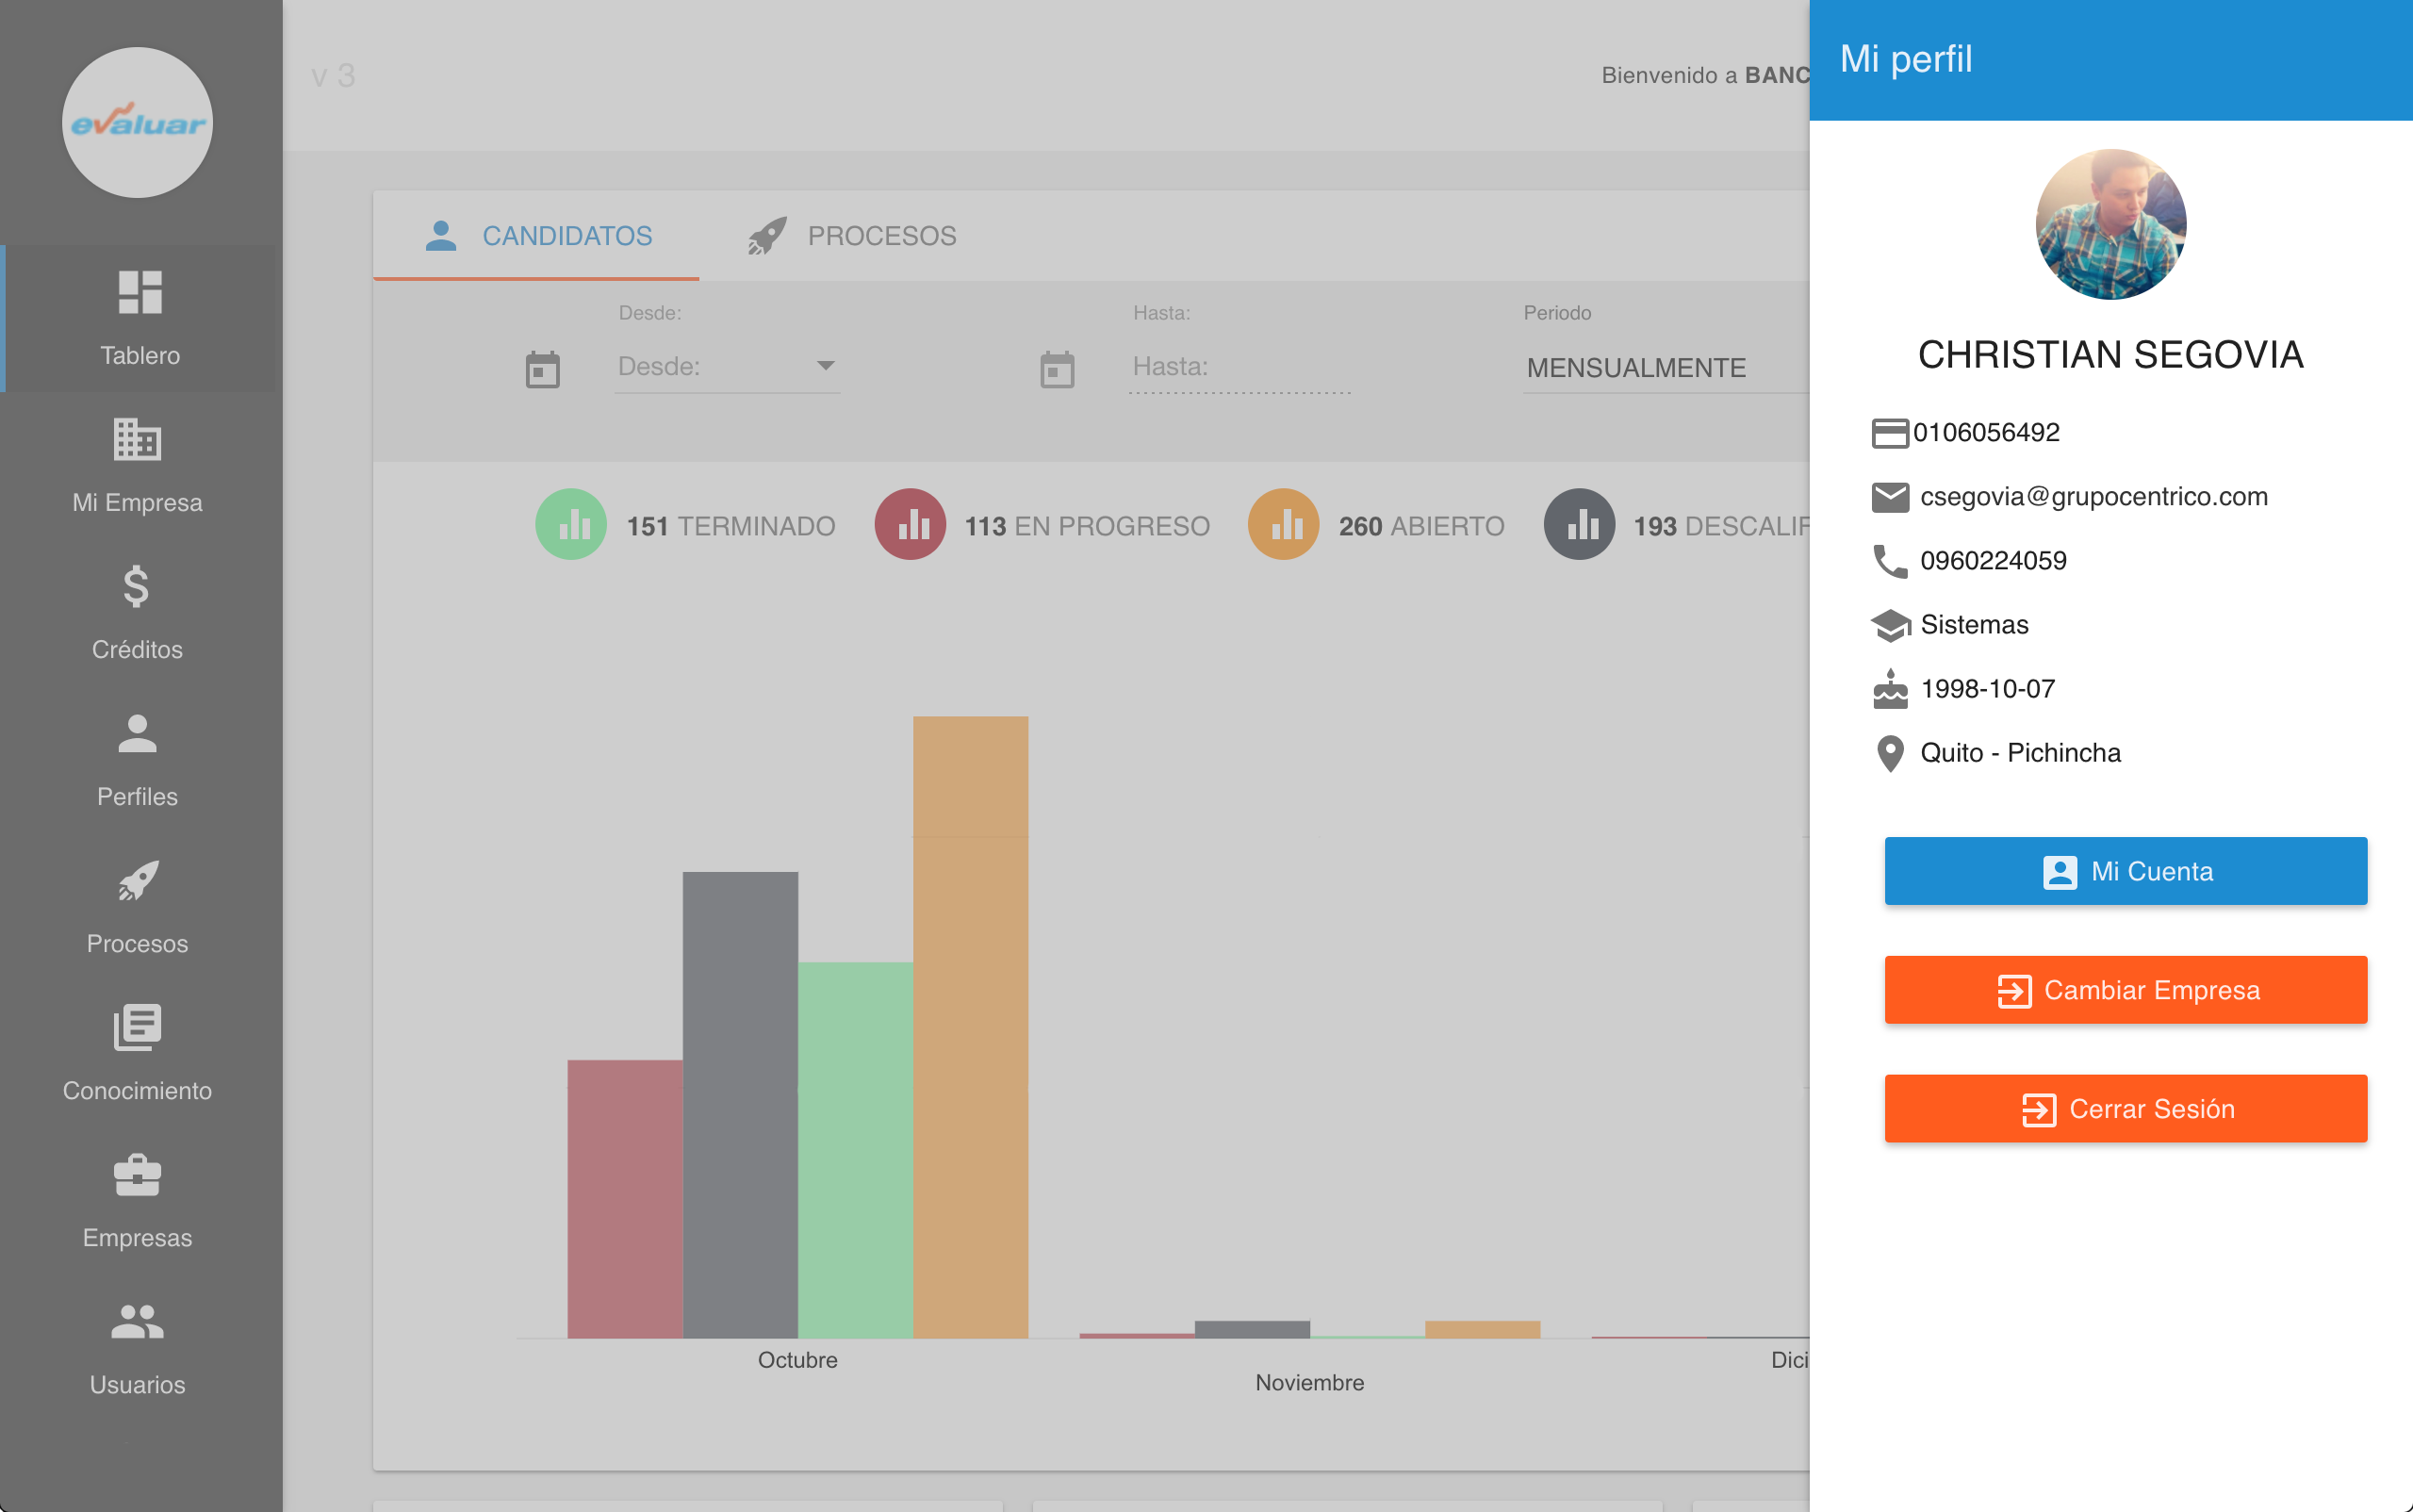 evaluar
Tablero
Mi Empresa
Créditos
Perfiles
Procesos
Conocimiento
Empresas
Usuarios
v 3
Bienvenido a BANC
CANDIDATOS
PROCESOS
Desde:
Hasta:
Periodo
Desde:
Hasta:
MENSUALMENTE
151 TERMINADO
113 EN PROGRESO
260 ABIERTO
193 DESCALIF
Octubre
Noviembre
Dici
Mi perfil
CHRISTIAN SEGOVIA
0106056492
csegovia@grupocentrico.com
0960224059
Sistemas
1998-10-07
Quito - Pichincha
Mi Cuenta
Cambiar Empresa
Cerrar Sesión